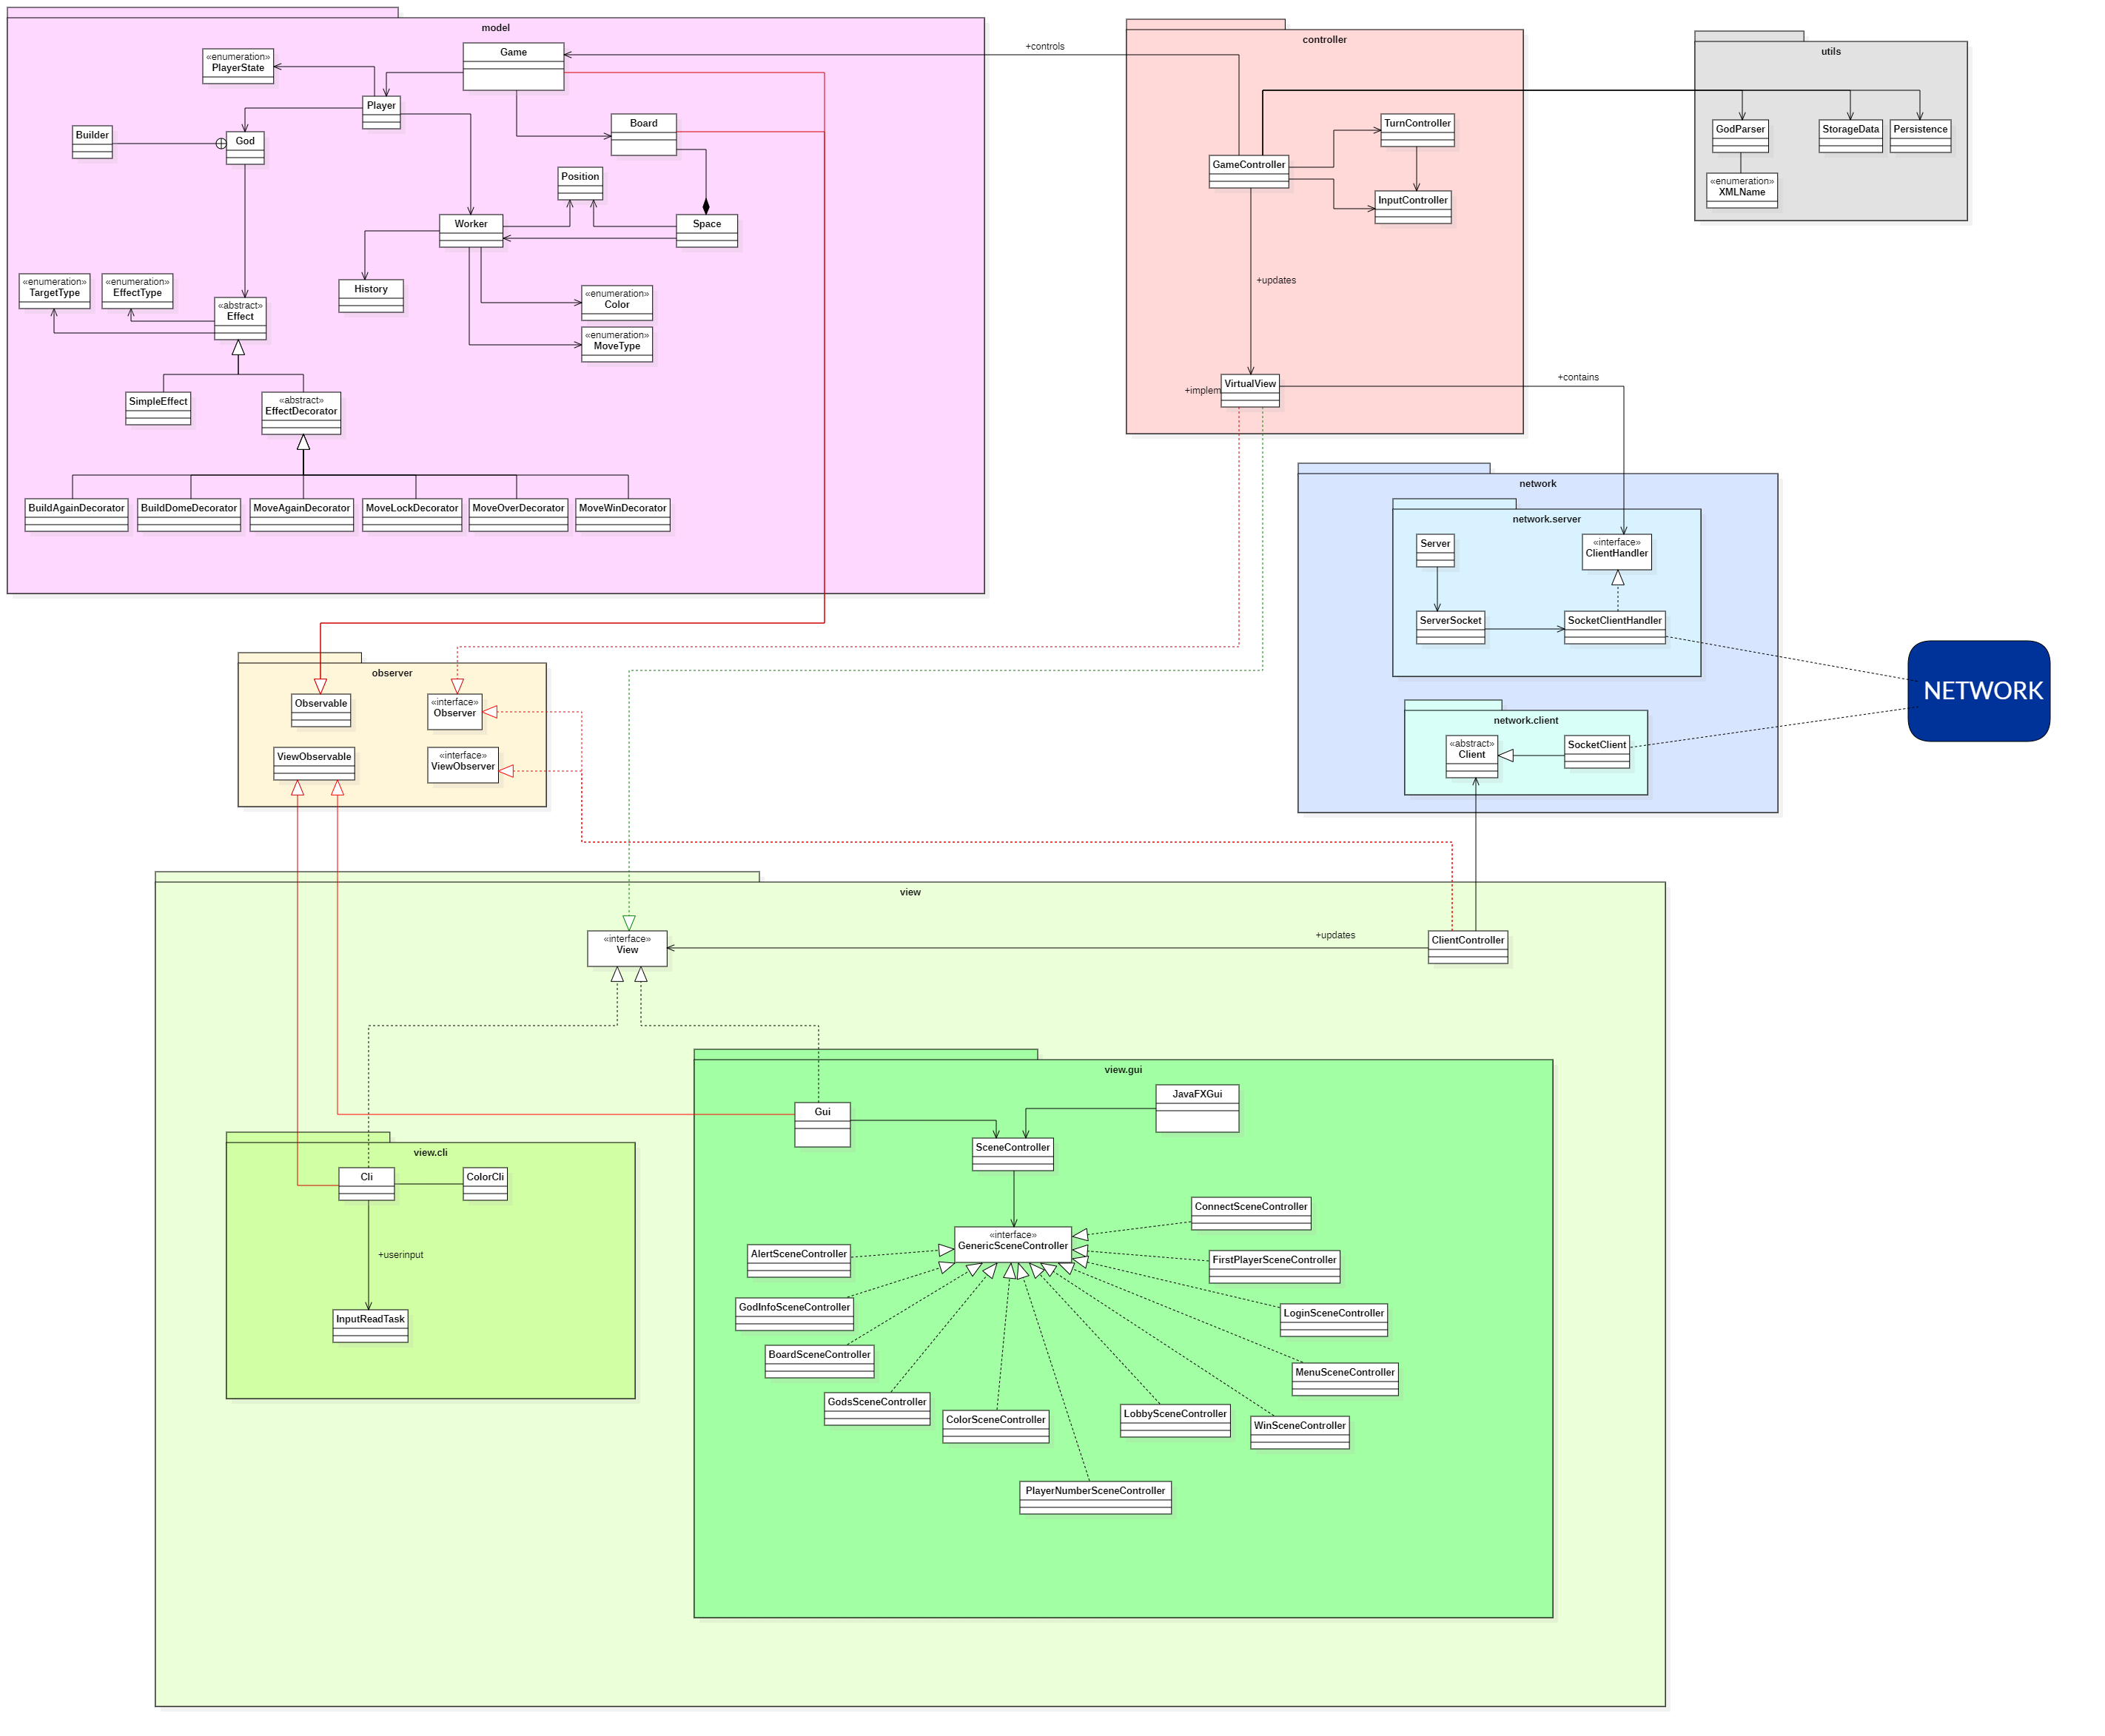 model
«enumeration»
PlayerState
Game
Player
Builder
God
Board
Position
Worker
Space
History
«enumeration»
TargetType
«enumeration»
EffectType
«abstract»
Effect
«enumeration»
Color
«enumeration»
MoveType
SimpleEffect
«abstract»
EffectDecorator
BuildAgainDecorator
BuildDomeDecorator
MoveAgainDecorator
MoveLockDecorator
MoveOverDecorator
MoveWinDecorator
+controls
controller
TurnController
GameController
InputController
+updates
VirtualView
+implem
+contains
utils
GodParser
StorageData
Persistence
«enumeration»
XMLName
network
network.server
Server
«interface»
ClientHandler
ServerSocket
SocketClientHandler
network.client
«abstract»
Client
SocketClient
NETWORK
observer
Observable
«interface»
Observer
ViewObservable
«interface»
ViewObserver
view
«interface»
View
+updates
ClientController
view.gui
Gui
JavaFXGui
SceneController
«interface»
GenericSceneController
ConnectSceneController
AlertSceneController
FirstPlayerSceneController
GodInfoSceneController
LoginSceneController
BoardSceneController
MenuSceneController
GodsSceneController
ColorSceneController
LobbySceneController
WinSceneController
PlayerNumberSceneController
view.cli
Cli
ColorCli
+userinput
InputReadTask